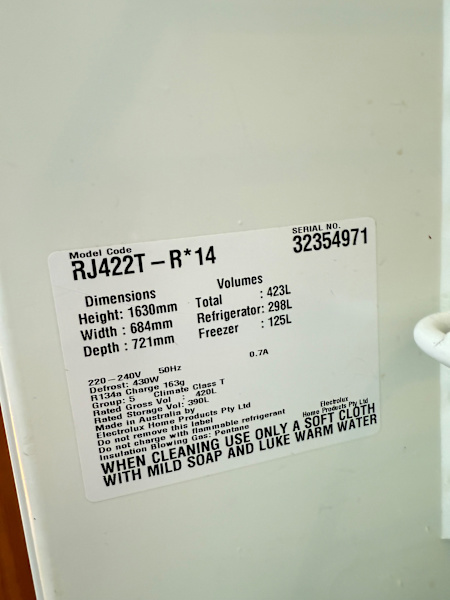 Model Code
RJ422T-R*14
SERIAL NO.
32354971
Dimensions
Height: 1630mm
Width : 684mm
Depth : 721mm
Volumes
Total : 423L
Refrigerator: 298L
Freezer : 125L
220-240V 50Hz 0.7A
Defrost: 430W
R134a Charge 163g
Group: 5 Climate Class T
Rated Gross Vol : 420L
Rated Storage Vol: 390L
Made in Australia by
Electrolux Home Products Pty Ltd
Do not remove this label
Do not charge with flammable refrigerant
Insulation Blowing Gas: Pentane
Electrolux
Home Products Pty Ltd
WHEN CLEANING USE ONLY A SOFT CLOTH
WITH MILD SOAP AND LUKE WARM WATER